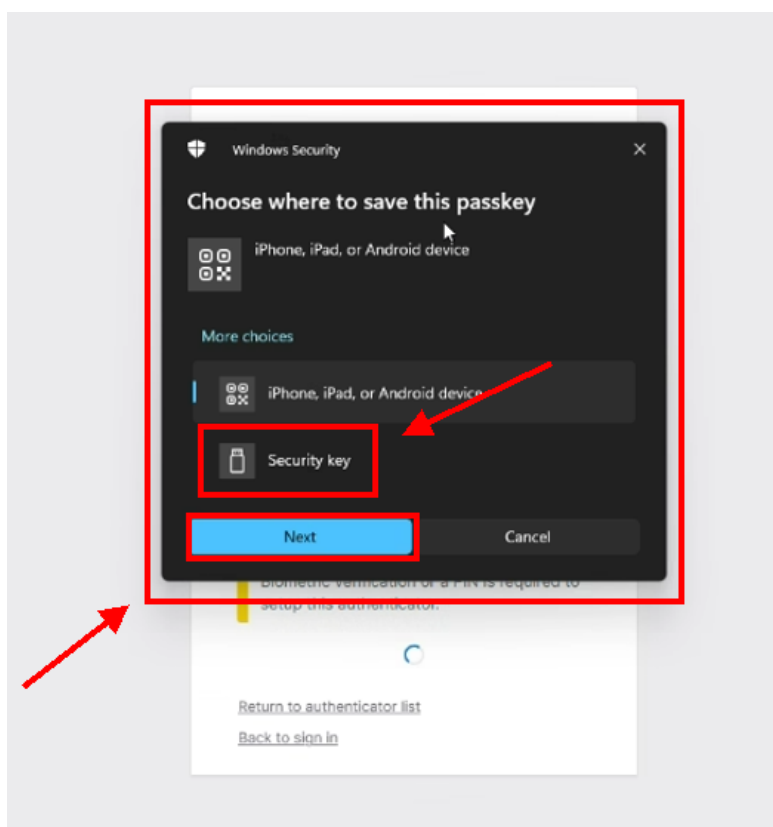 Windows Security
Choose where to save this passkey
iPhone, iPad, or Android device
More choices
iPhone, iPad, or Android device
Security key
Next
Cancel
Biometric verification or a PIN is required to
setup this authenticator.
Return to authenticator list
Back to sign in